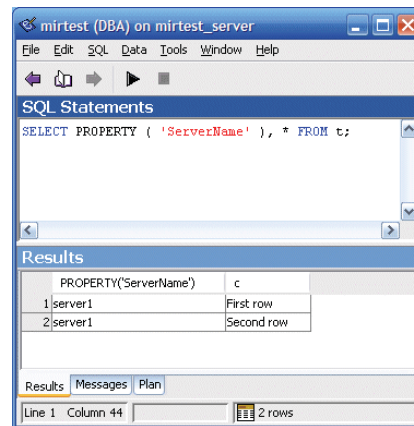 mirtest (DBA) on mirtest_server
File Edit SQL Data Tools Window Help
SQL Statements
SELECT PROPERTY ( 'ServerName' ), * FROM t;
Results
PROPERTY('ServerName') c
1 server1 First row
2 server1 Second row
Results Messages Plan
Line 1 Column 44 2 rows